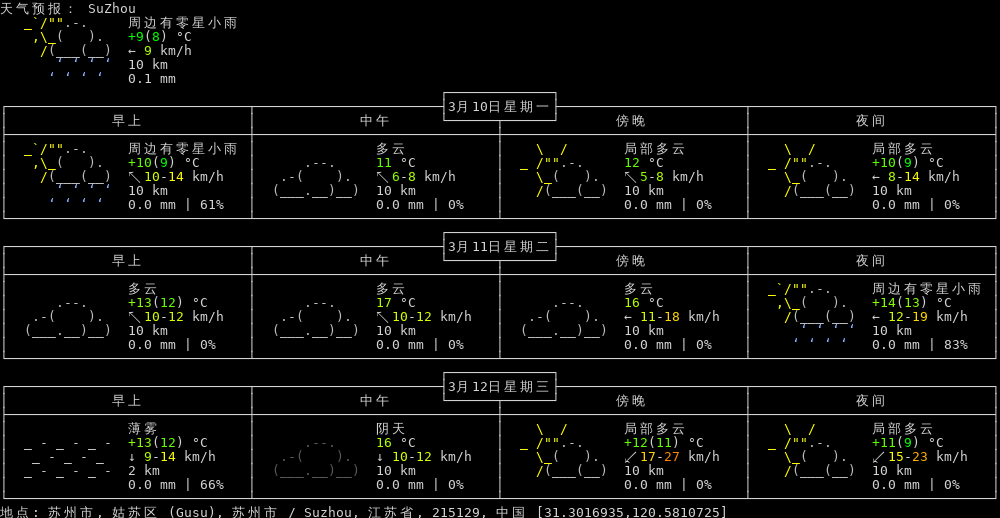 天气预报: SuZhou
周边有零星小雨
+9(8) °C
← 9 km/h
10 km
0.1 mm
3月10日星期一
早上 中午 傍晚 夜间
周边有零星小雨 多云 局部多云 局部多云
+10(9) °C 11 °C 12 °C +10(9) °C
↖ 10-14 km/h ↖ 6-8 km/h ↖ 5-8 km/h ← 8-14 km/h
10 km 10 km 10 km 10 km
0.0 mm | 61% 0.0 mm | 0% 0.0 mm | 0% 0.0 mm | 0%
3月11日星期二
早上 中午 傍晚 夜间
多云 多云 多云 周边有零星小雨
+13(12) °C 17 °C 16 °C +14(13) °C
↖ 10-12 km/h ↖ 10-12 km/h ← 11-18 km/h ← 12-19 km/h
10 km 10 km 10 km 10 km
0.0 mm | 0% 0.0 mm | 0% 0.0 mm | 0% 0.0 mm | 83%
3月12日星期三
早上 中午 傍晚 夜间
薄雾 阴天 局部多云 局部多云
+13(12) °C 16 °C +12(11) °C +11(9) °C
↓ 9-14 km/h ↓ 10-12 km/h ↙ 17-27 km/h ↙ 15-23 km/h
2 km 10 km 10 km 10 km
0.0 mm | 66% 0.0 mm | 0% 0.0 mm | 0% 0.0 mm | 0%
地点: 苏州市, 姑苏区 (Gusu), 苏州市 / Suzhou, 江苏省, 215129, 中国 [31.3016935,120.5810725]